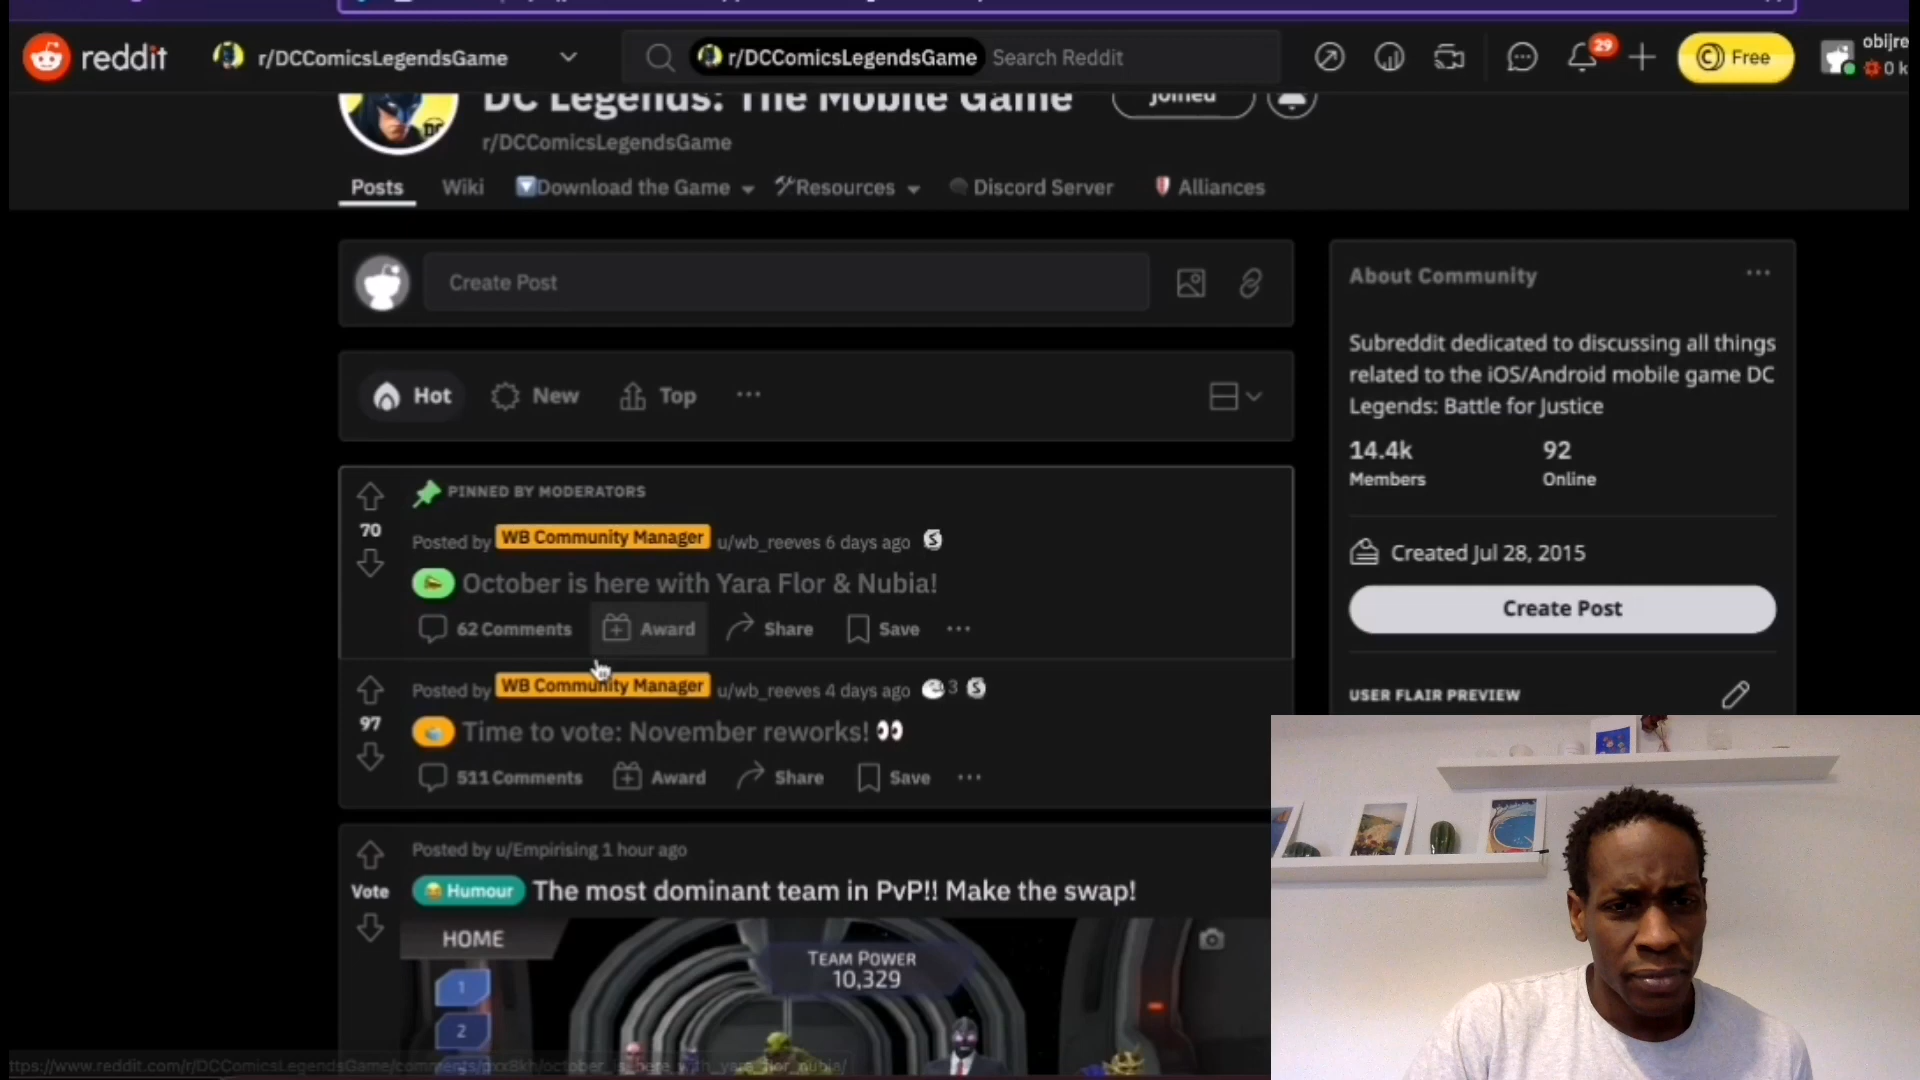 reddit r/DCComicsLegendsGame r/DCComicsLegendsGame Search Reddit 29 Free obijre
0 k
DC Legends: The Mobile Game Joined
r/DCComicsLegendsGame
Posts Wiki Download the Game Resources Discord Server Alliances
Create Post
Hot New Top
PINNED BY MODERATORS
70
Posted by WB Community Manager u/wb_reeves 6 days ago
October is here with Yara Flor & Nubia!
62 Comments Award Share Save
Posted by WB Community Manager u/wb_reeves 4 days ago 3
97
Time to vote: November reworks!
511 Comments Award Share Save
Posted by u/Empirising 1 hour ago
Vote
Humour The most dominant team in PvP!! Make the swap!
HOME
TEAM POWER
10,329
1
2
About Community
Subreddit dedicated to discussing all things
related to the iOS/Android mobile game DC
Legends: Battle for Justice
14.4k 92
Members Online
Created Jul 28, 2015
Create Post
USER FLAIR PREVIEW